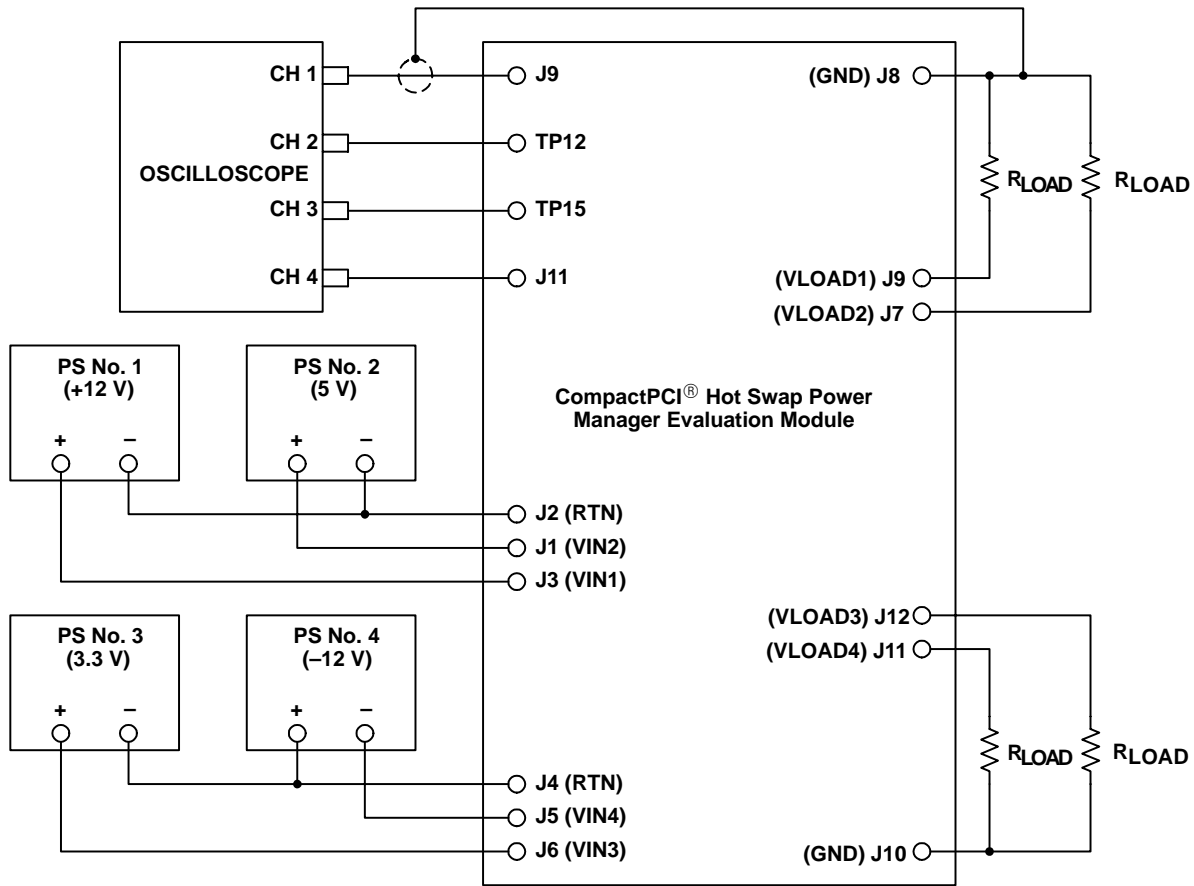 CH 1
CH 2
OSCILLOSCOPE
CH 3
CH 4
J9
TP12
TP15
J11
(GND) J8
RLOAD
RLOAD
(VLOAD1) J9
(VLOAD2) J7
PS No. 1
(+12 V)
+ –
PS No. 2
(5 V)
+ –
CompactPCI® Hot Swap Power
Manager Evaluation Module
J2 (RTN)
J1 (VIN2)
J3 (VIN1)
PS No. 3
(3.3 V)
+ –
PS No. 4
(–12 V)
+ –
J4 (RTN)
J5 (VIN4)
J6 (VIN3)
(VLOAD3) J12
(VLOAD4) J11
RLOAD
RLOAD
(GND) J10